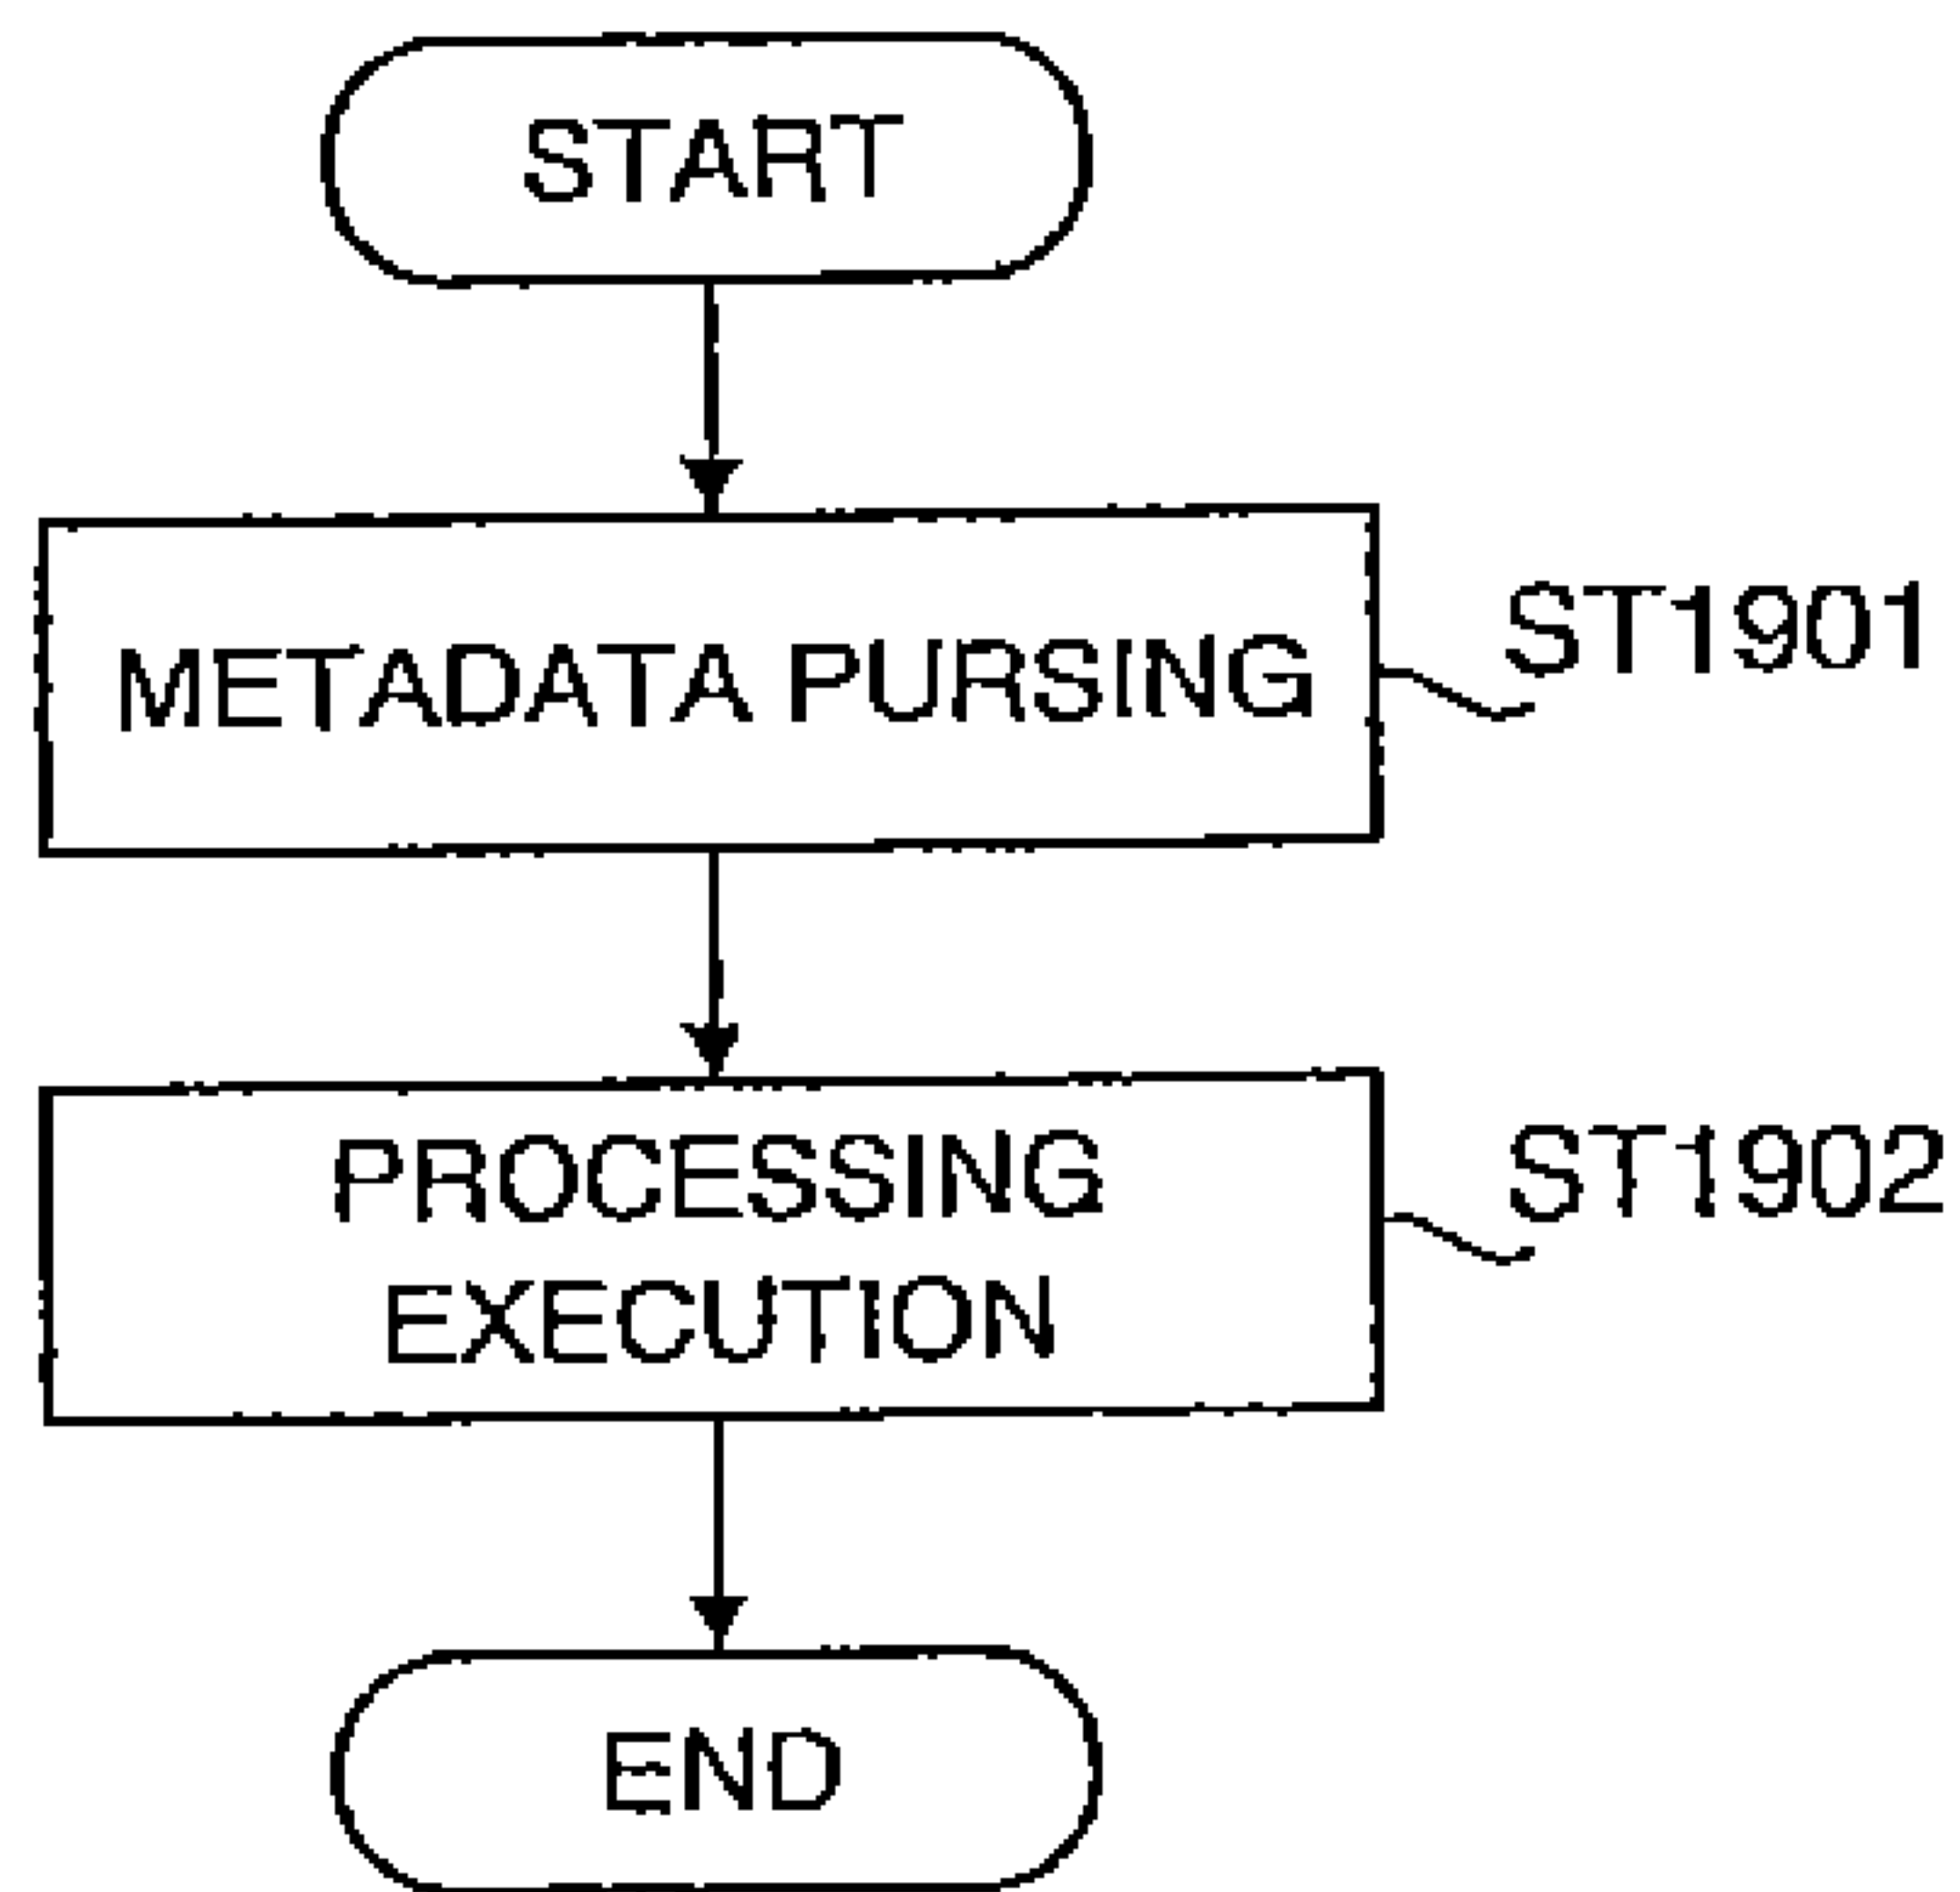 START
METADATA PURSING
ST1901
PROCESSING
EXECUTION
ST1902
END